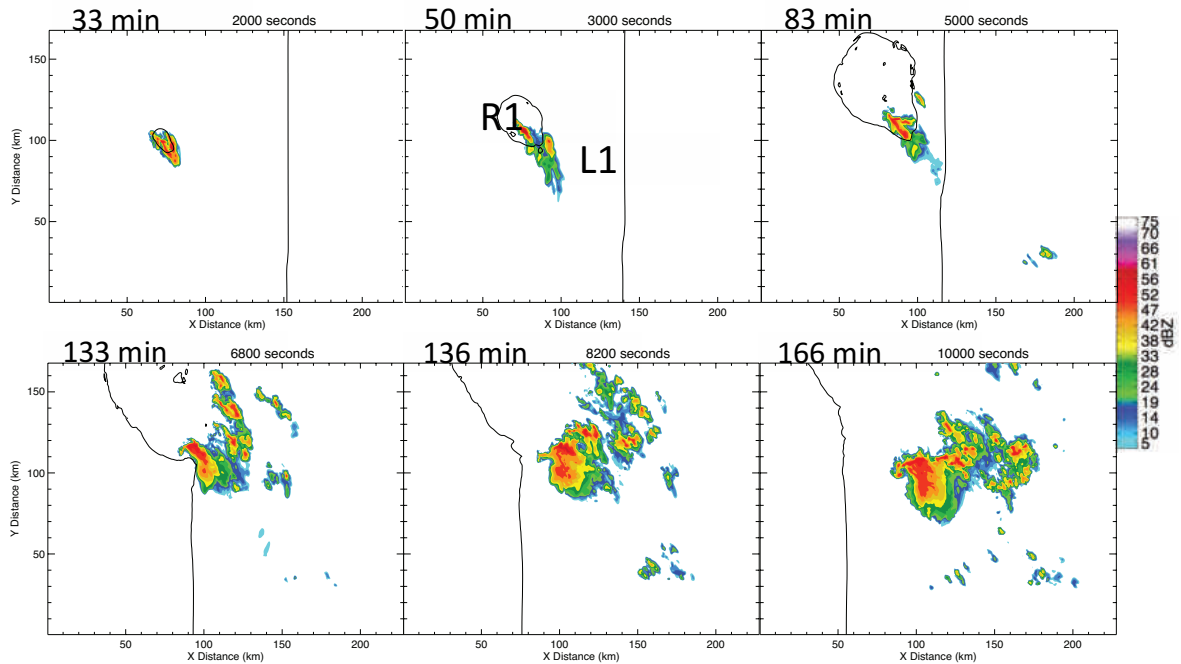 33 min 2000 seconds 50 min 3000 seconds 83 min 5000 seconds
150
100
50
Y Distance (km)
R1
L1
50 100 150 200
X Distance (km)
50 100 150 200
X Distance (km)
50 100 150 200
X Distance (km)
75
70
66
61
56
52
47
42
38
33
28
24
19
14
10
5
dBZ
133 min 6800 seconds 136 min 8200 seconds 166 min 10000 seconds
150
100
50
Y Distance (km)
50 100 150 200
X Distance (km)
50 100 150 200
X Distance (km)
50 100 150 200
X Distance (km)